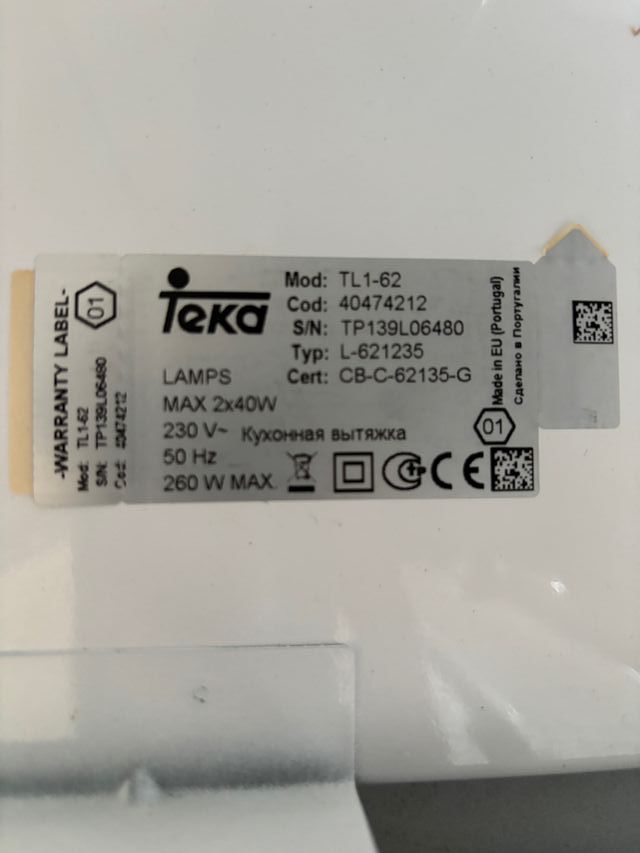 -WARRANTY LABEL-
Mod: TL1-62
S/N: TP139L06480
Cod: 40474212
01
Teka
Mod: TL1-62
Cod: 40474212
S/N: TP139L06480
Typ: L-621235
Cert: CB-C-62135-G
LAMPS
MAX 2x40W
230 V~
50 Hz
260 W MAX.
Кухонная вытяжка
CE
Made in EU (Portugal)
Сделано в Португалии
01